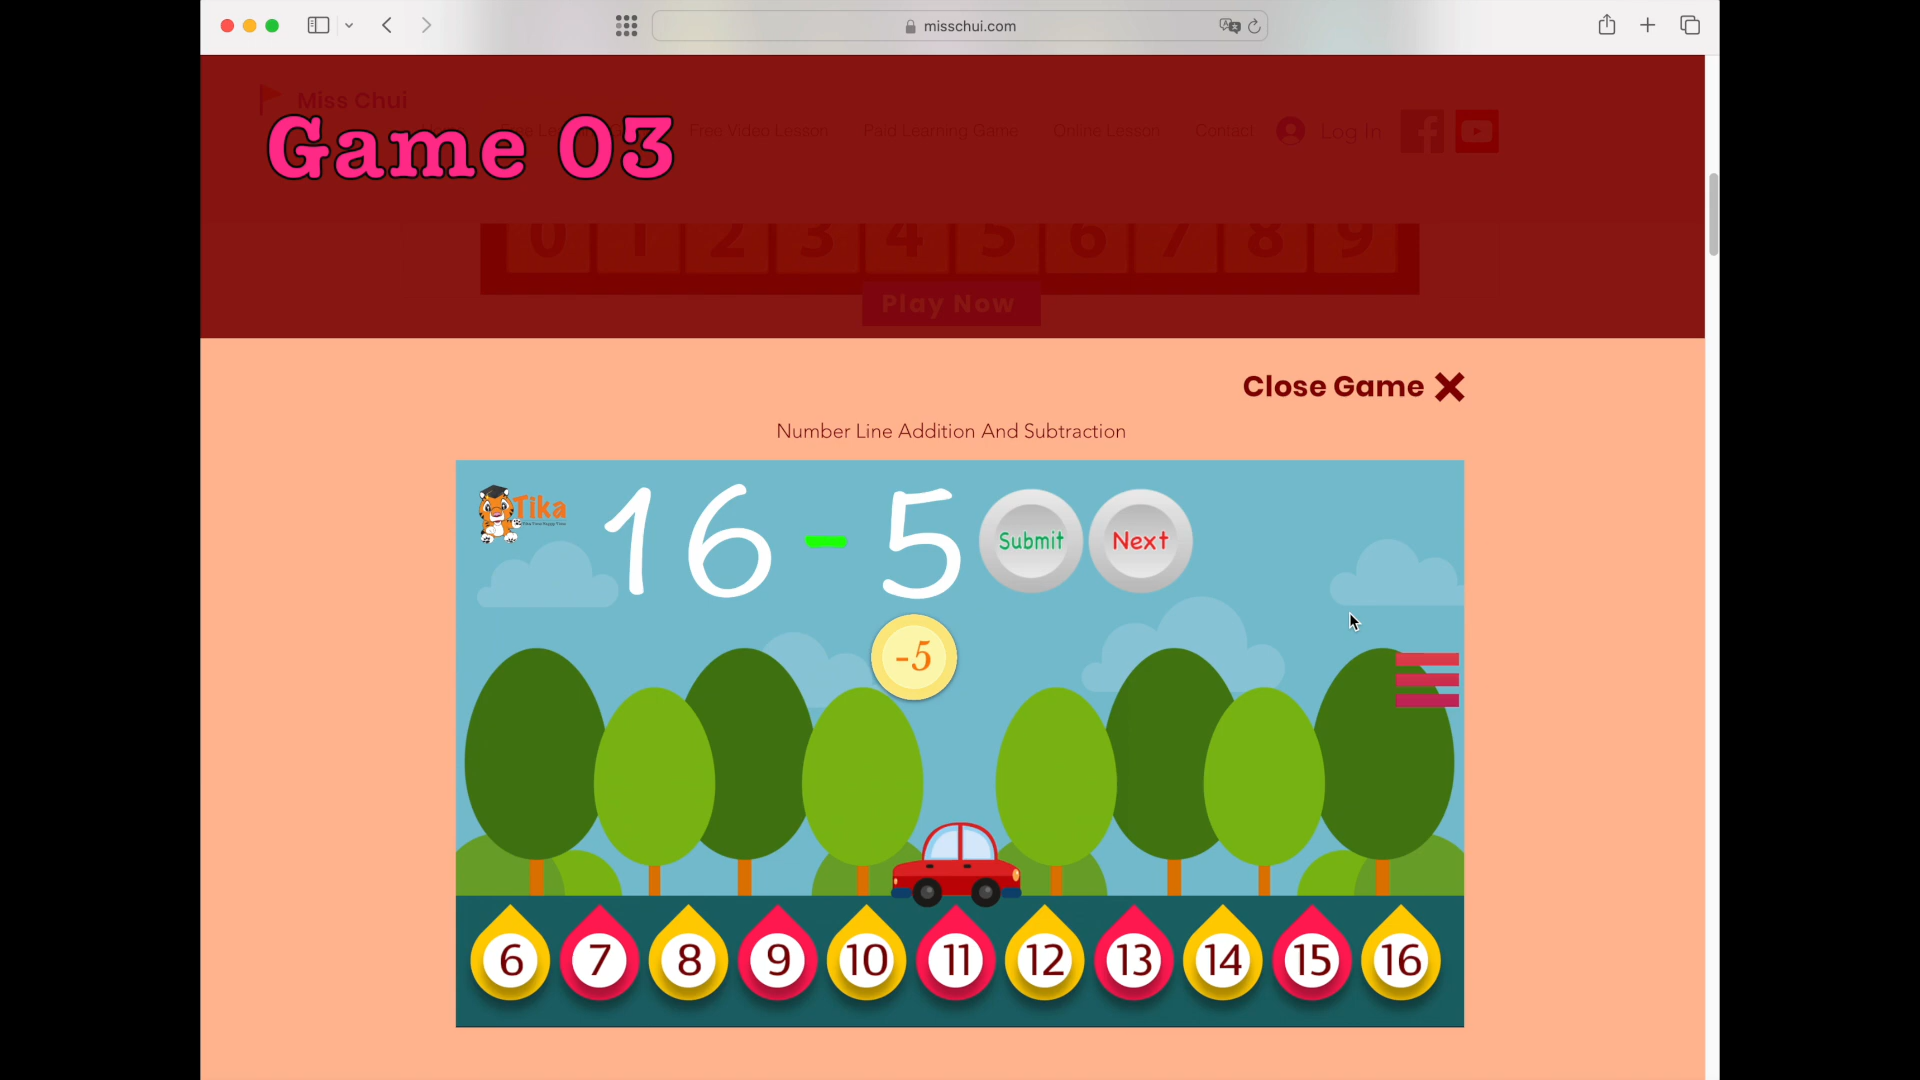 misschui.com
Miss Chui
Game 03
Free Video Lesson
Paid Learning Game
Online Lesson
Contact
Log In
0 1 2 3 4 5 6 7 8 9
Play Now
Close Game
Number Line Addition And Subtraction
Tika
16 - 5
Submit
Next
-5
6 7 8 9 10 11 12 13 14 15 16